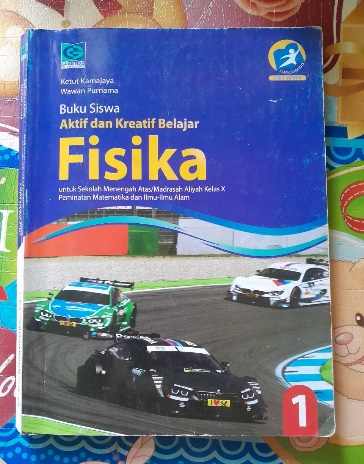 Ketut Kamajaya
Wawan Purnama
Buku Siswa
Aktif dan Kreatif Belajar
Fisika
untuk Sekolah Menengah Atas/Madrasah Aliyah Kelas X
Peminatan Matematika dan Ilmu-Ilmu Alam
1